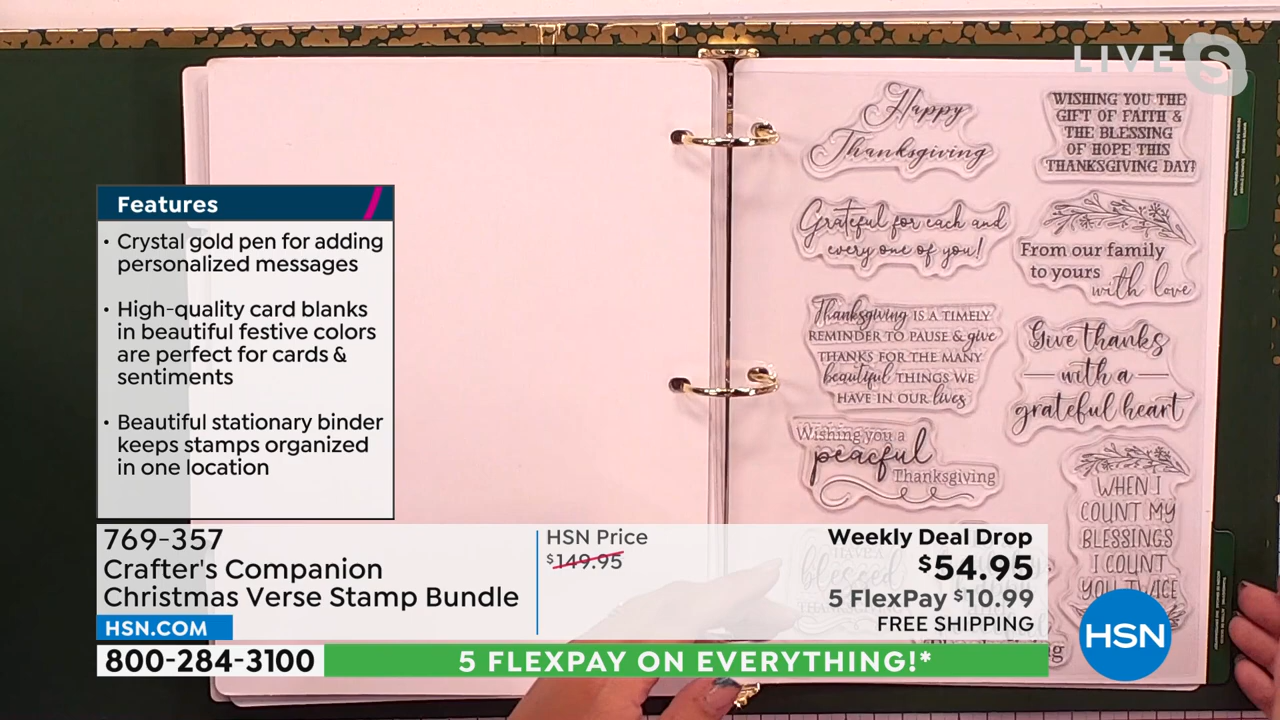 LIVE S
Happy
Thanksgiving
WISHING YOU THE
GIFT OF FAITH &
THE BLESSING
OF HOPE THIS
THANKSGIVING DAY!
Grateful for each and
every one of you!
From our family
to yours
with love
Thanksgiving IS A TIMELY
REMINDER TO PAUSE & give
THANKS FOR THE MANY
beautiful THINGS WE
HAVE IN OUR lives
Give thanks
with a
grateful heart
Wishing you a
peaceful
Thanksgiving
WHEN I
COUNT MY
BLESSINGS
I COUNT
YOU TWICE
HAVE A
blessed
THANKSGIVING
Features
• Crystal gold pen for adding
personalized messages
• High-quality card blanks
in beautiful festive colors
are perfect for cards &
sentiments
• Beautiful stationary binder
keeps stamps organized
in one location
769-357
Crafter's Companion
Christmas Verse Stamp Bundle
HSN.COM
HSN Price
$149.95
Weekly Deal Drop
$54.95
5 FlexPay $10.99
FREE SHIPPING
800-284-3100
5 FLEXPAY ON EVERYTHING!*
HSN